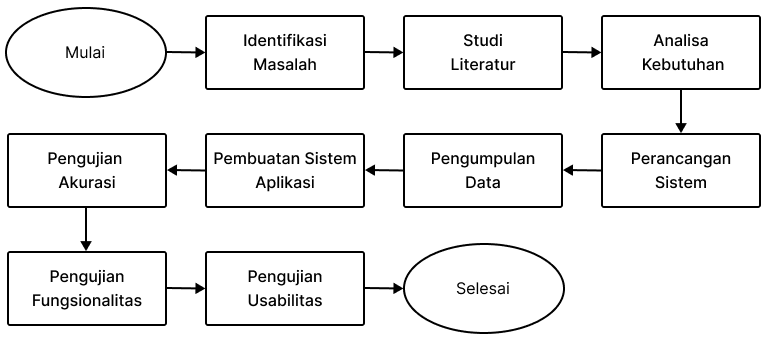 Mulai
Identifikasi
Masalah
Studi
Literatur
Analisa
Kebutuhan
Perancangan
Sistem
Pengumpulan
Data
Pembuatan Sistem
Aplikasi
Pengujian
Akurasi
Pengujian
Fungsionalitas
Pengujian
Usabilitas
Selesai